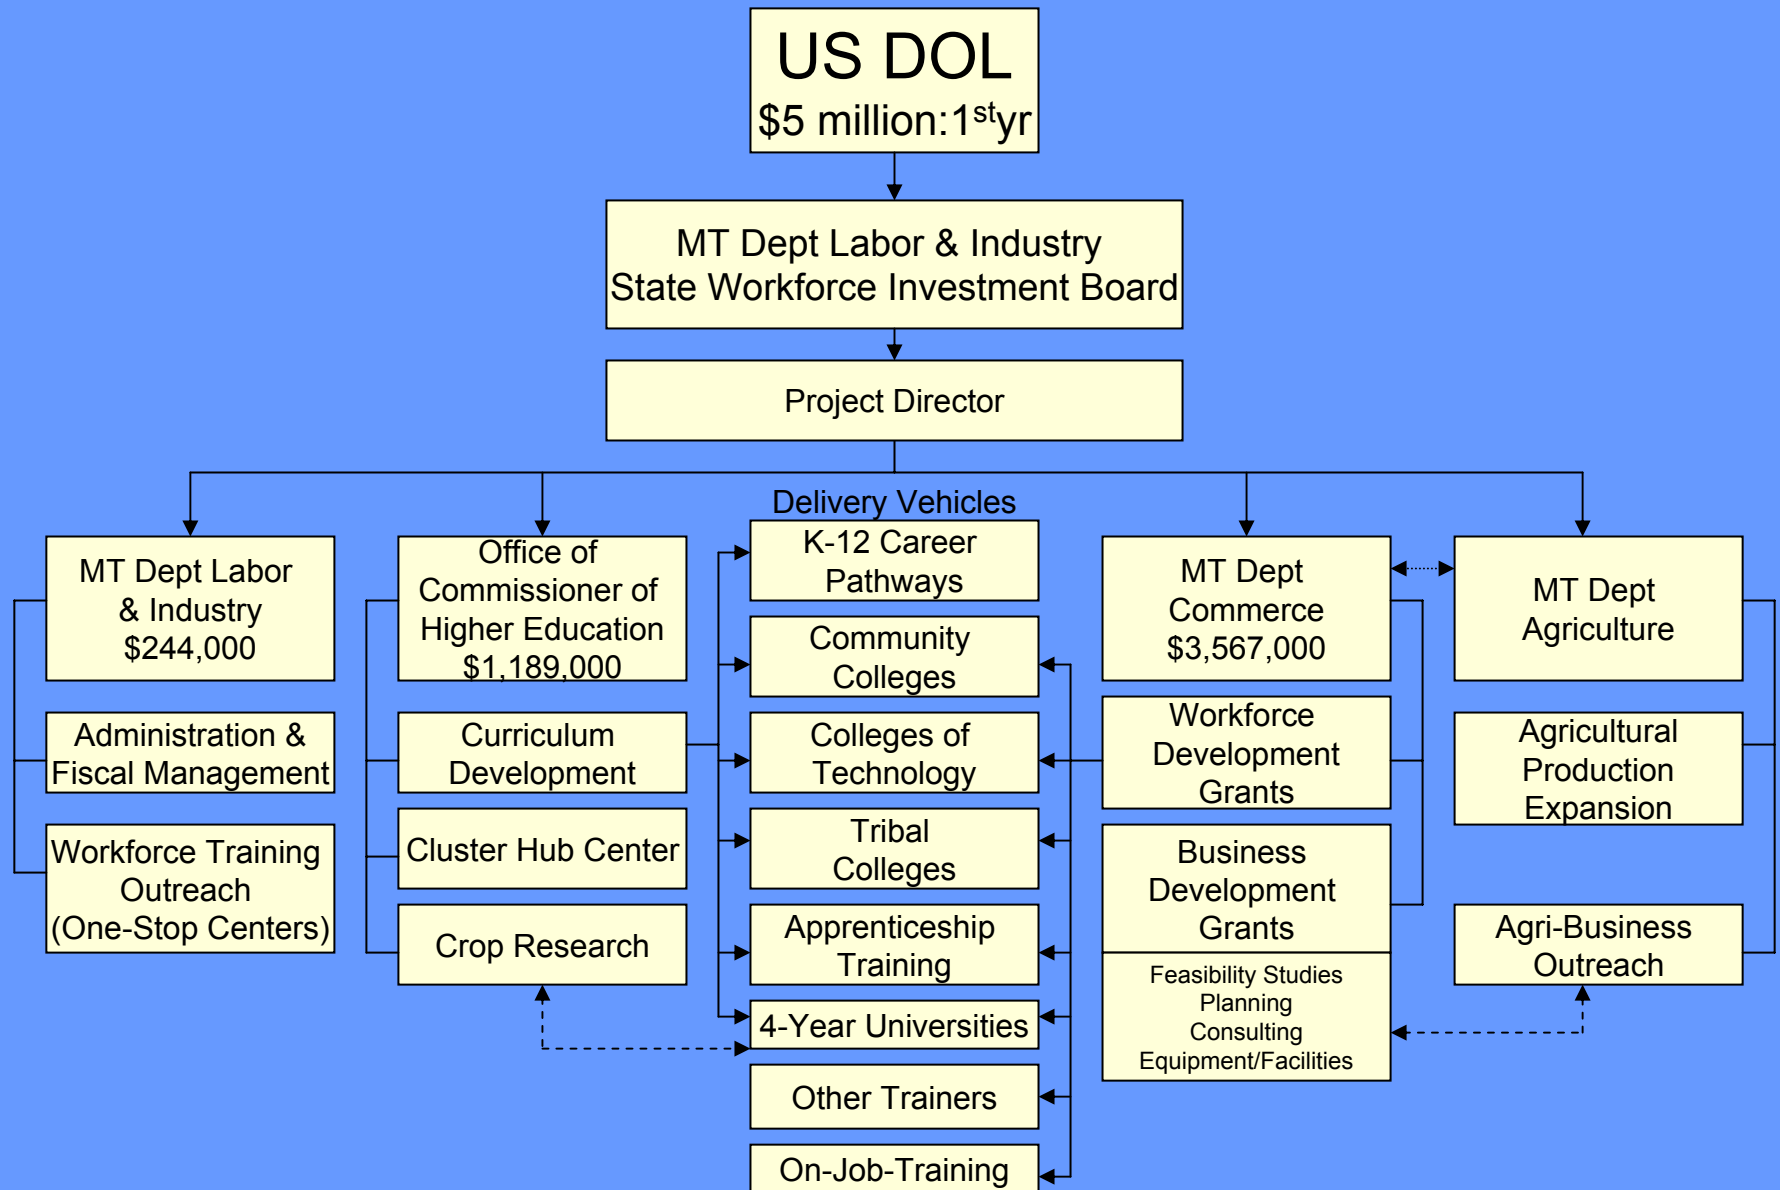 US DOL
$5 million:1styr
MT Dept Labor & Industry
State Workforce Investment Board
Project Director
MT Dept Labor
& Industry
$244,000
Administration &
Fiscal Management
Workforce Training
Outreach
(One-Stop Centers)
Office of
Commissioner of
Higher Education
$1,189,000
Curriculum
Development
Cluster Hub Center
Crop Research
Delivery Vehicles
K-12 Career
Pathways
Community
Colleges
Colleges of
Technology
Tribal
Colleges
Apprenticeship
Training
4-Year Universities
Other Trainers
On-Job-Training
MT Dept
Commerce
$3,567,000
Workforce
Development
Grants
Business
Development
Grants
Feasibility Studies
Planning
Consulting
Equipment/Facilities
MT Dept
Agriculture
Agricultural
Production
Expansion
Agri-Business
Outreach